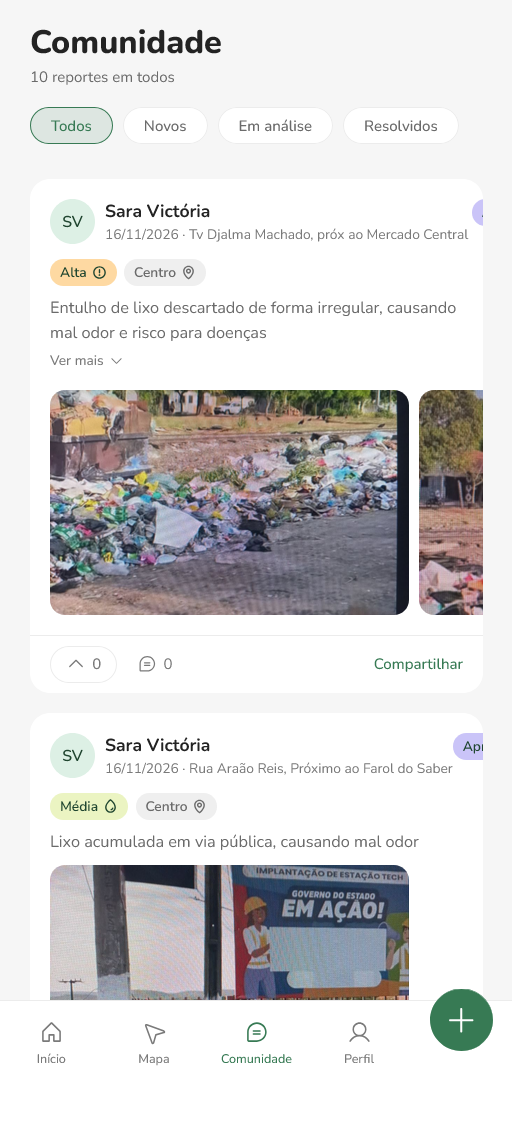 Comunidade
10 reportes em todos
Todos
Novos
Em análise
Resolvidos
SV
Sara Victória
16/11/2026 · Tv Djalma Machado, próx ao Mercado Central
Alta
Centro
Entulho de lixo descartado de forma irregular, causando
mal odor e risco para doenças
Ver mais
0
0
Compartilhar
SV
Sara Victória
16/11/2026 · Rua Araão Reis, Próximo ao Farol do Saber
Apr
Média
Centro
Lixo acumulada em via pública, causando mal odor
IMPLANTAÇÃO DE ESTAÇÃO TECH
GOVERNO DO ESTADO
EM AÇÃO!
Início
Mapa
Comunidade
Perfil